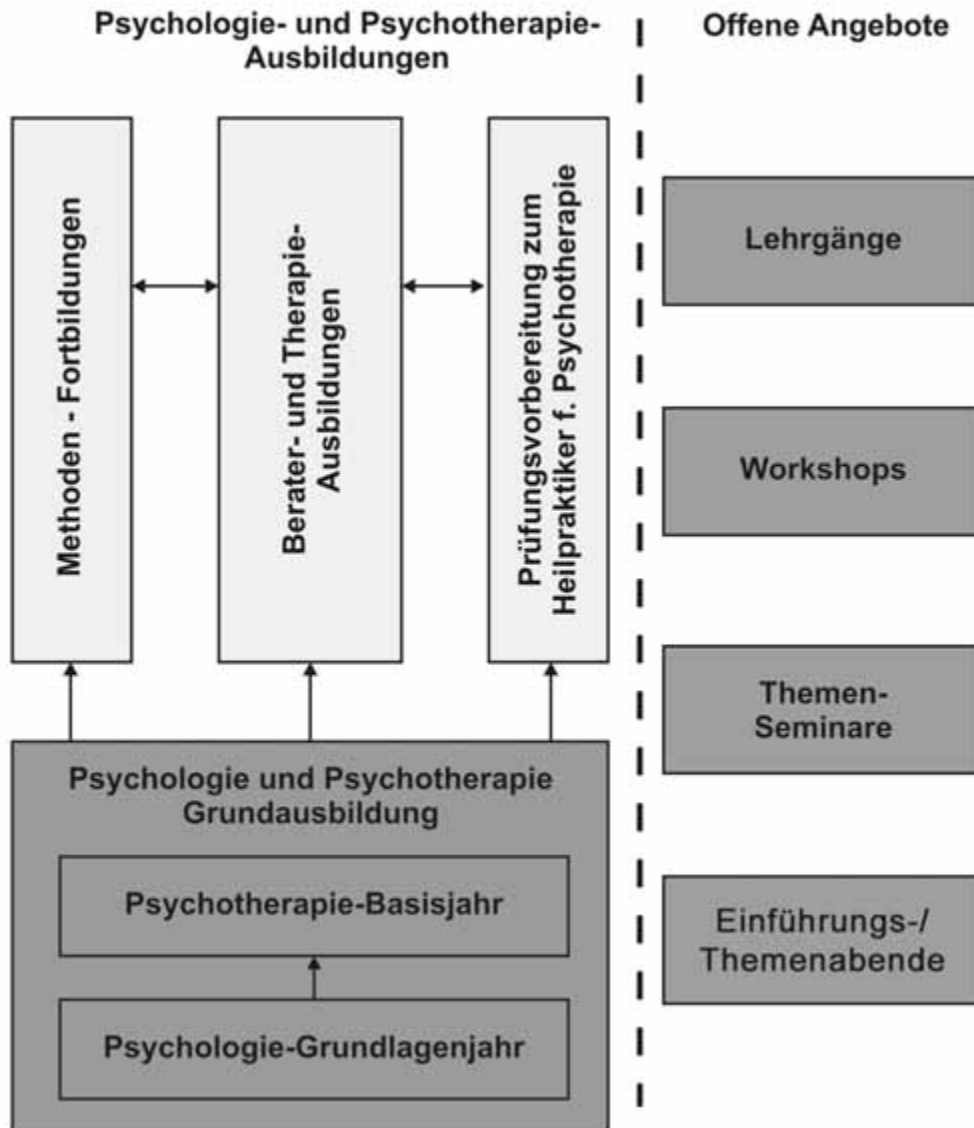 Psychologie- und Psychotherapie-
Ausbildungen
Methoden - Fortbildungen
Berater- und Therapie-
Ausbildungen
Prüfungsvorbereitung zum
Heilpraktiker f. Psychotherapie
Psychologie und Psychotherapie
Grundausbildung
Psychotherapie-Basisjahr
Psychologie-Grundlagenjahr
Offene Angebote
Lehrgänge
Workshops
Themen-
Seminare
Einführungs-/
Themenabende